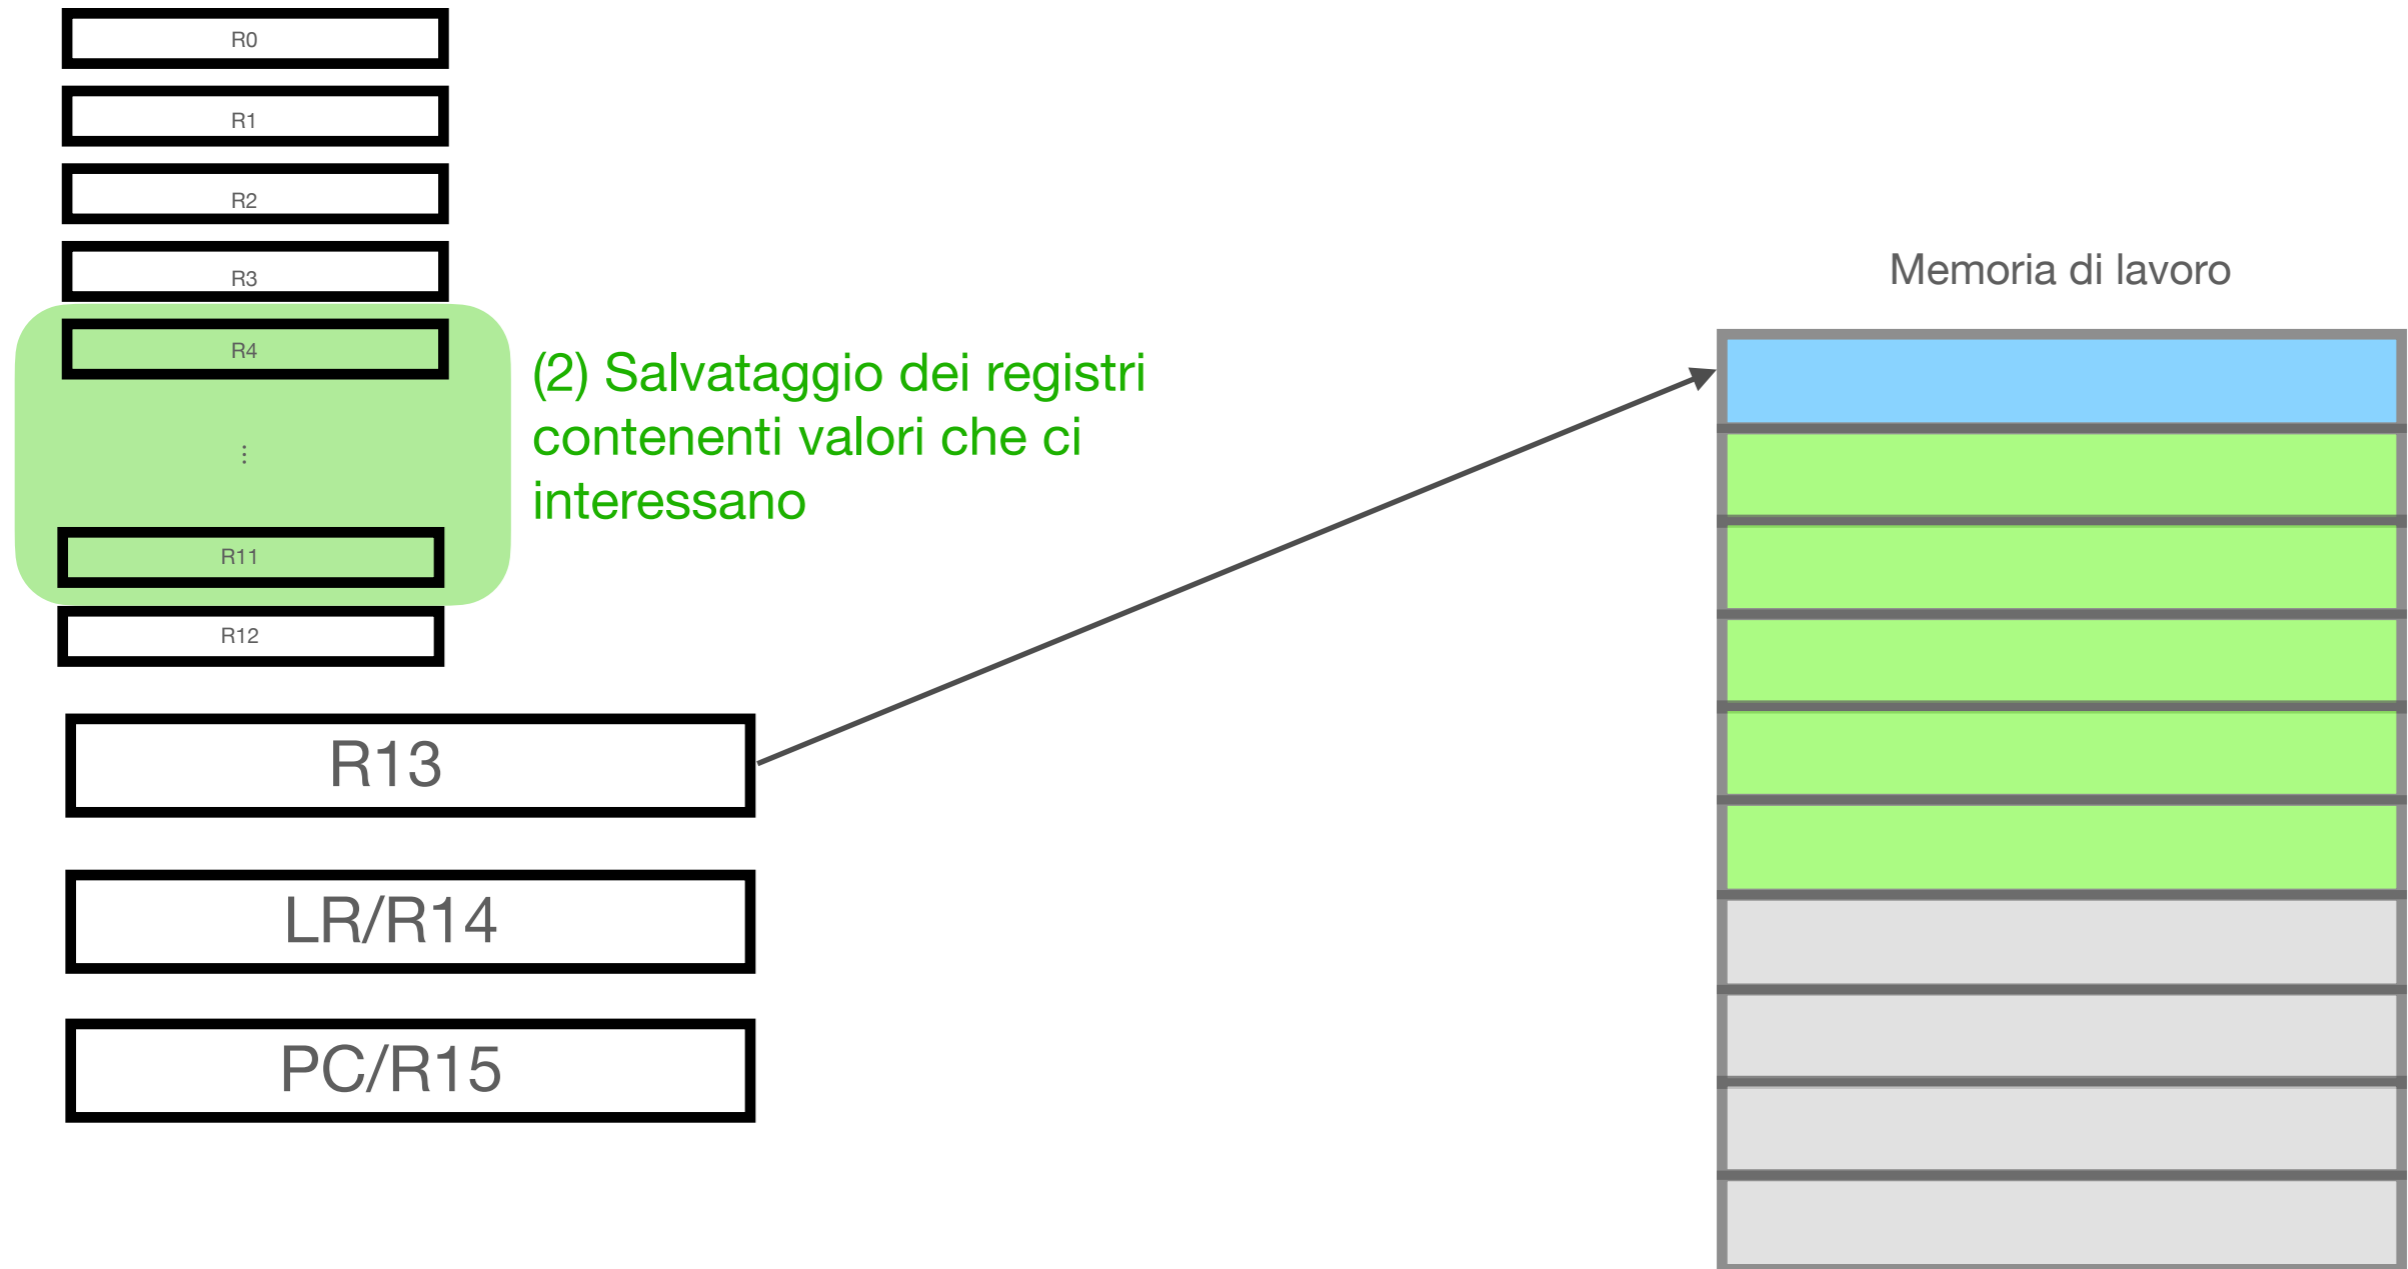 R0
R1
R2
R3
R4
⋮
R11
R12
(2) Salvataggio dei registri
contenenti valori che ci
interessano
R13
LR/R14
PC/R15
Memoria di lavoro